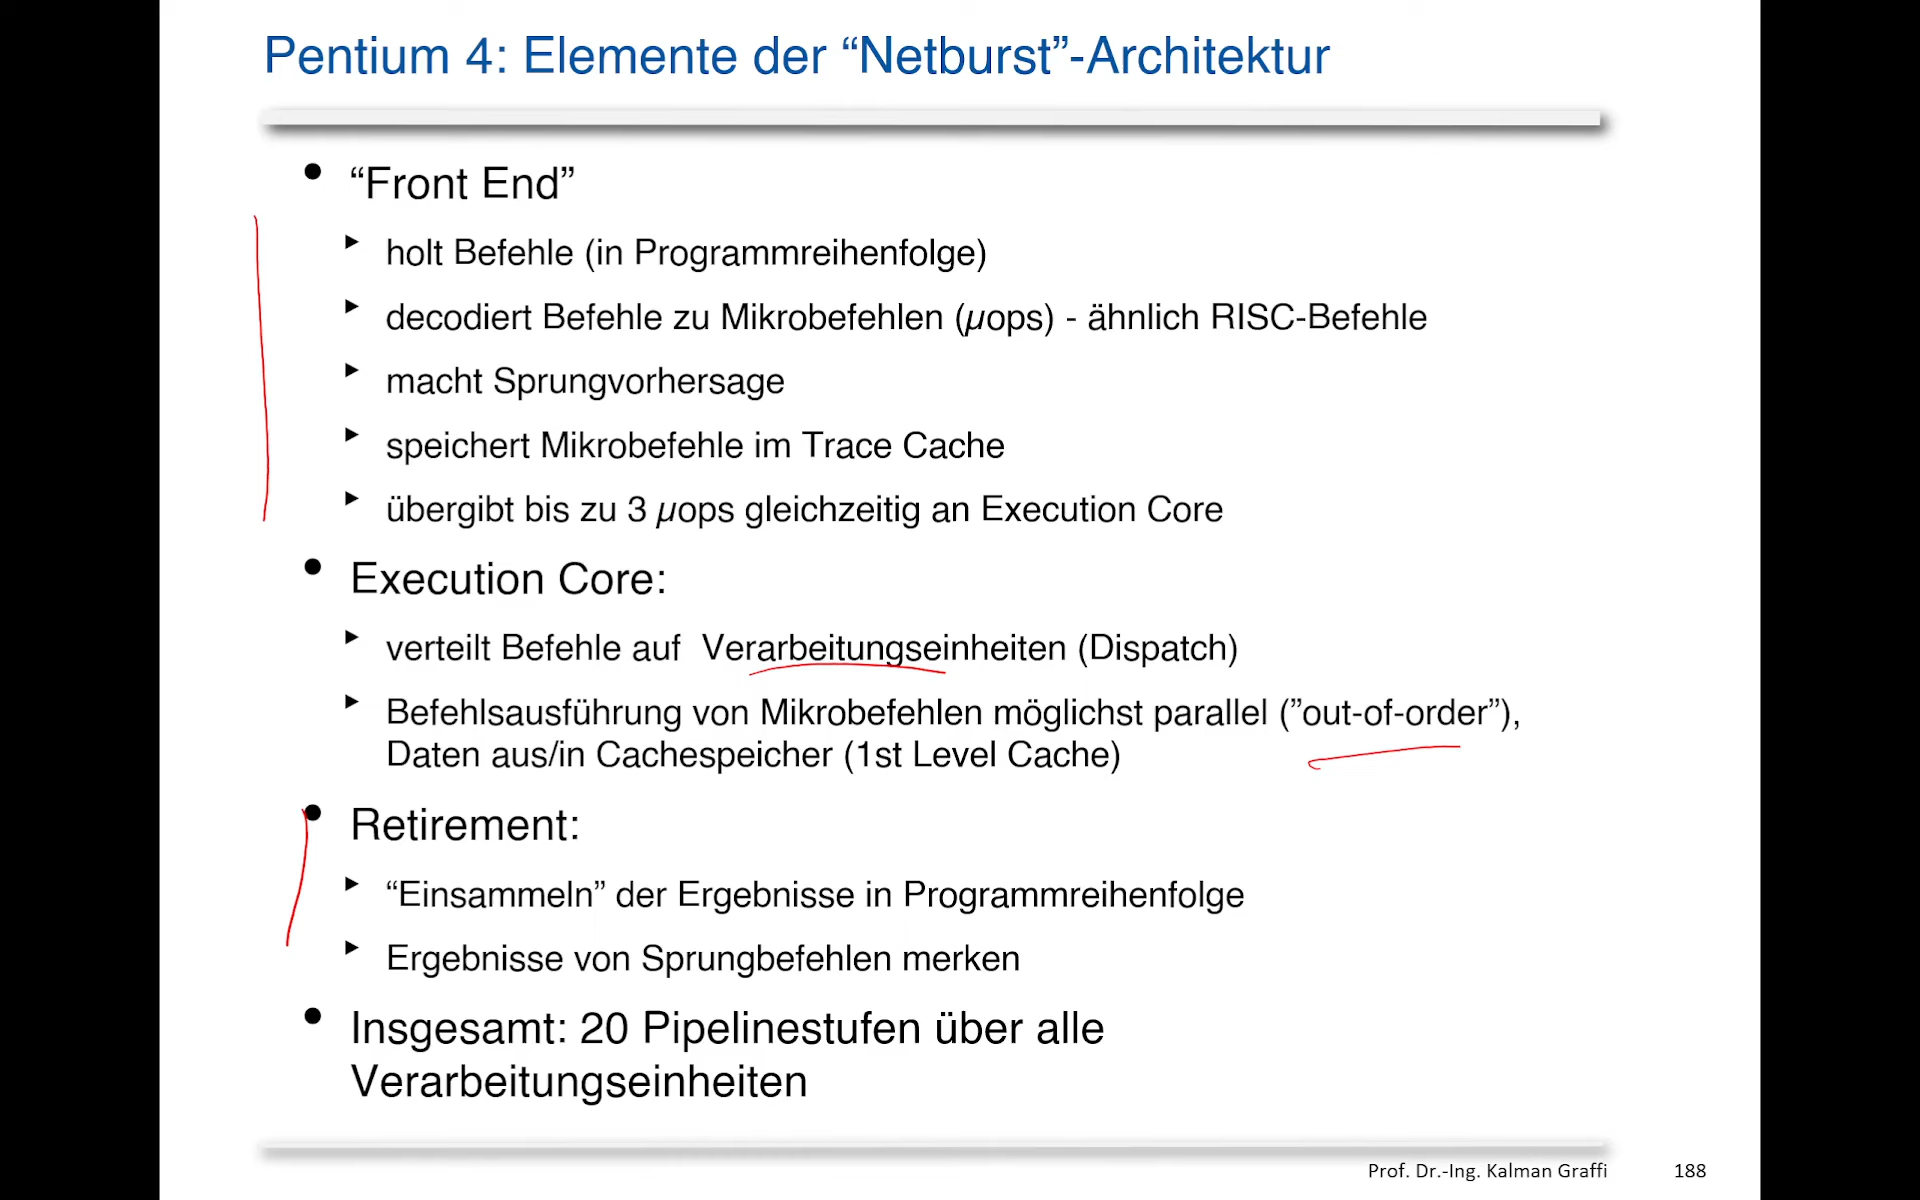 Pentium 4: Elemente der “Netburst”-Architektur
• “Front End”
‣ holt Befehle (in Programmreihenfolge)
‣ decodiert Befehle zu Mikrobefehlen (µops) - ähnlich RISC-Befehle
‣ macht Sprungvorhersage
‣ speichert Mikrobefehle im Trace Cache
‣ übergibt bis zu 3 µops gleichzeitig an Execution Core
• Execution Core:
‣ verteilt Befehle auf Verarbeitungseinheiten (Dispatch)
‣ Befehlsausführung von Mikrobefehlen möglichst parallel (”out-of-order”),
Daten aus/in Cachespeicher (1st Level Cache)
• Retirement:
‣ “Einsammeln” der Ergebnisse in Programmreihenfolge
‣ Ergebnisse von Sprungbefehlen merken
• Insgesamt: 20 Pipelinestufen über alle
Verarbeitungseinheiten
Prof. Dr.-Ing. Kalman Graffi 188